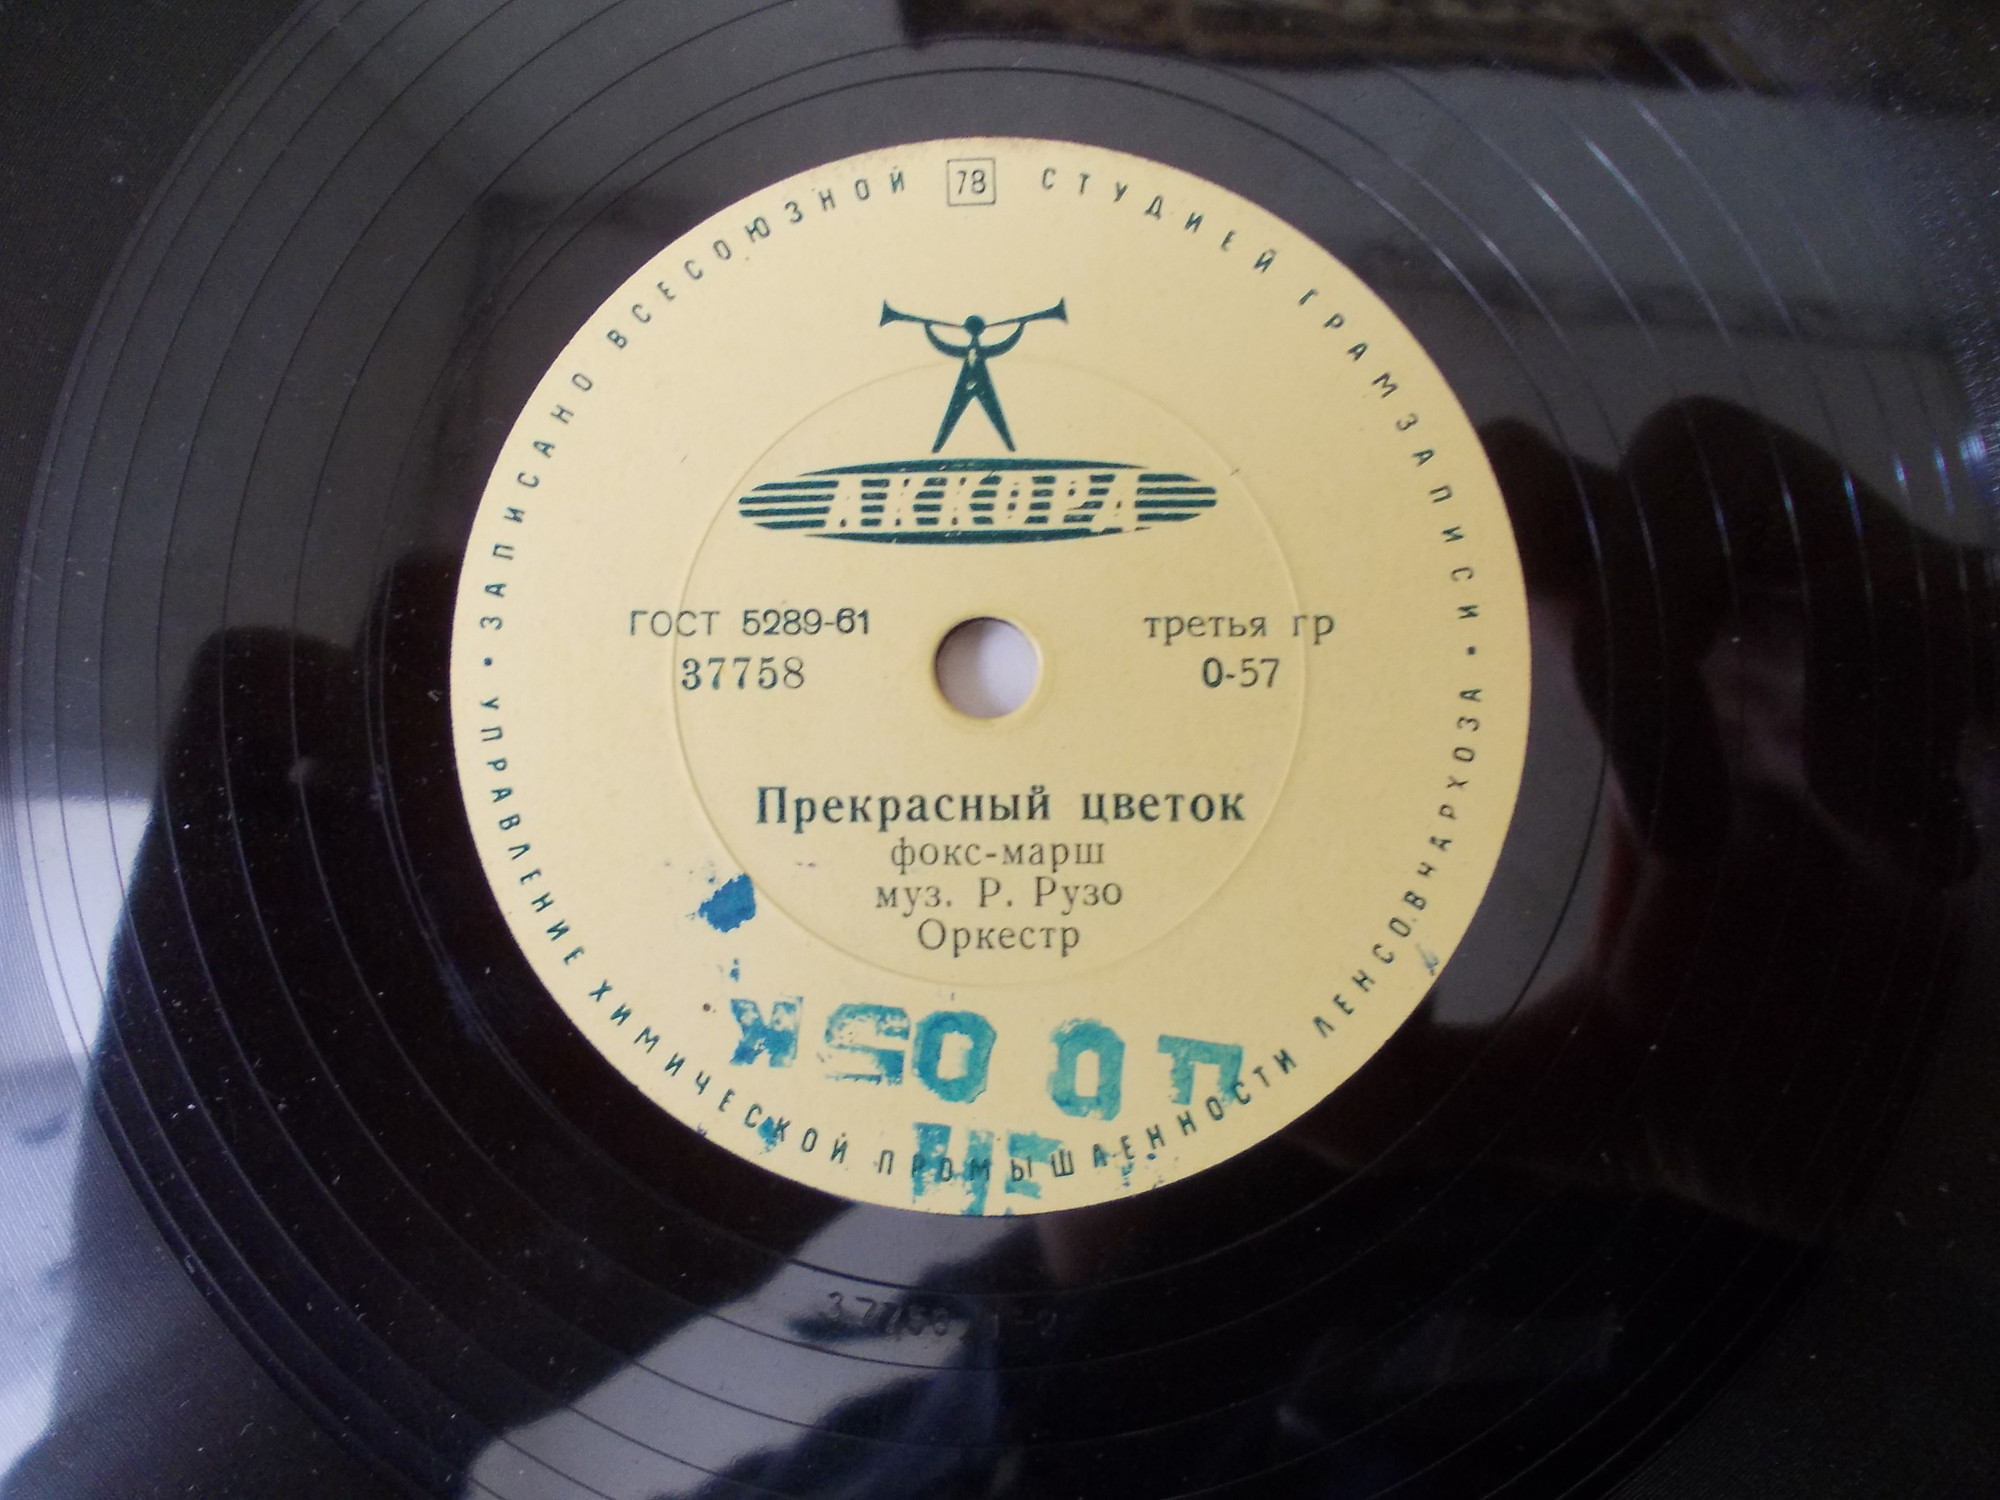 ЗАПИСАНО ВСЕСОЮЗНОЙ 78 СТУДИЕЙ ГРАМЗАПИСИ
АККОРД
ГОСТ 5289-61
37758
третья гр
0-57
Прекрасный цветок
фокс-марш
муз. Р. Рузо
Оркестр
• УПРАВЛЕНИЕ ХИМИЧЕСКОЙ ПРОМЫШЛЕННОСТИ ЛЕНСОВНАРХОЗА •